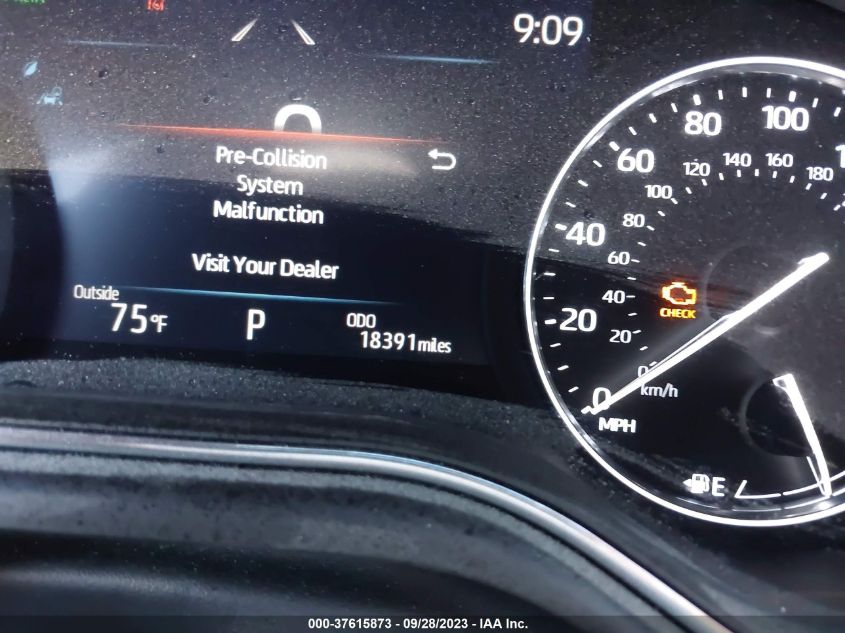 9:09
Pre-Collision
System
Malfunction
Visit Your Dealer
Outside
75°F
P
ODO
18391 miles
80
100
60
120
140
160
180
100
40
80
60
CHECK
40
20
20
0
0
km/h
MPH
E
000-37615873 - 09/28/2023 - IAA Inc.